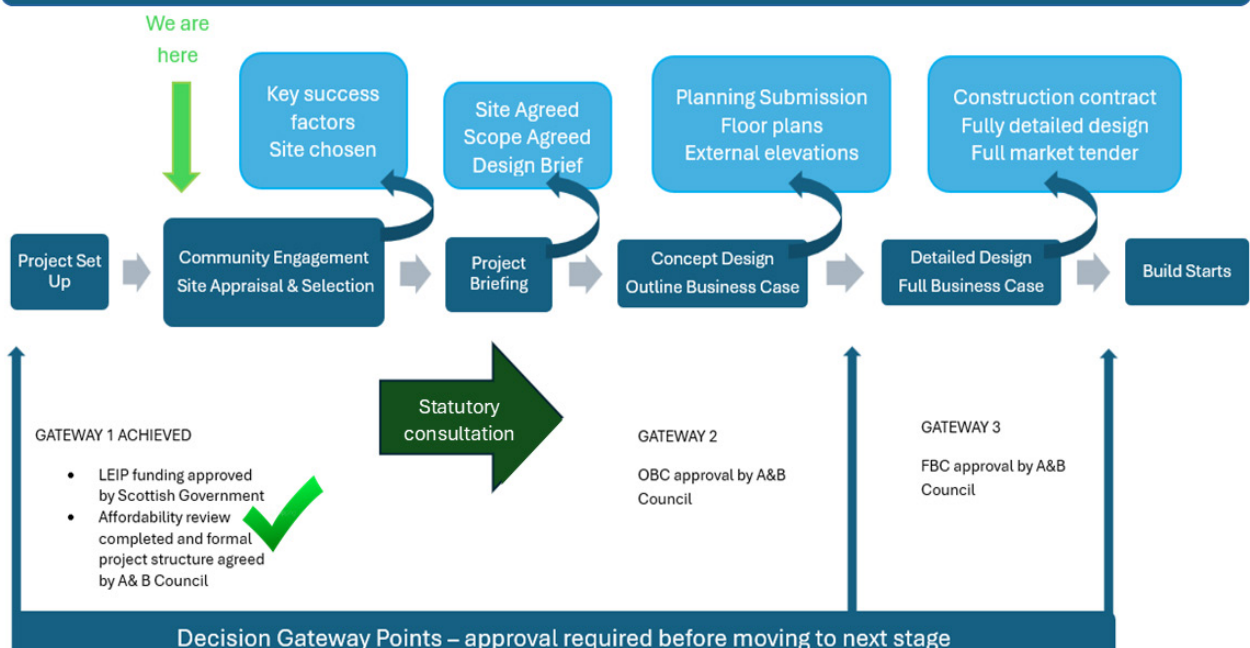 We are
here
Key success
factors
Site chosen
Site Agreed
Scope Agreed
Design Brief
Planning Submission
Floor plans
External elevations
Construction contract
Fully detailed design
Full market tender
Project Set
Up
Community Engagement
Site Appraisal & Selection
Project
Briefing
Concept Design
Outline Business Case
Detailed Design
Full Business Case
Build Starts
Statutory
consultation
GATEWAY 1 ACHIEVED
• LEIP funding approved
by Scottish Government
• Affordability review
completed and formal
project structure agreed
by A& B Council
GATEWAY 2
OBC approval by A&B
Council
GATEWAY 3
FBC approval by A&B
Council
Decision Gateway Points – approval required before moving to next stage